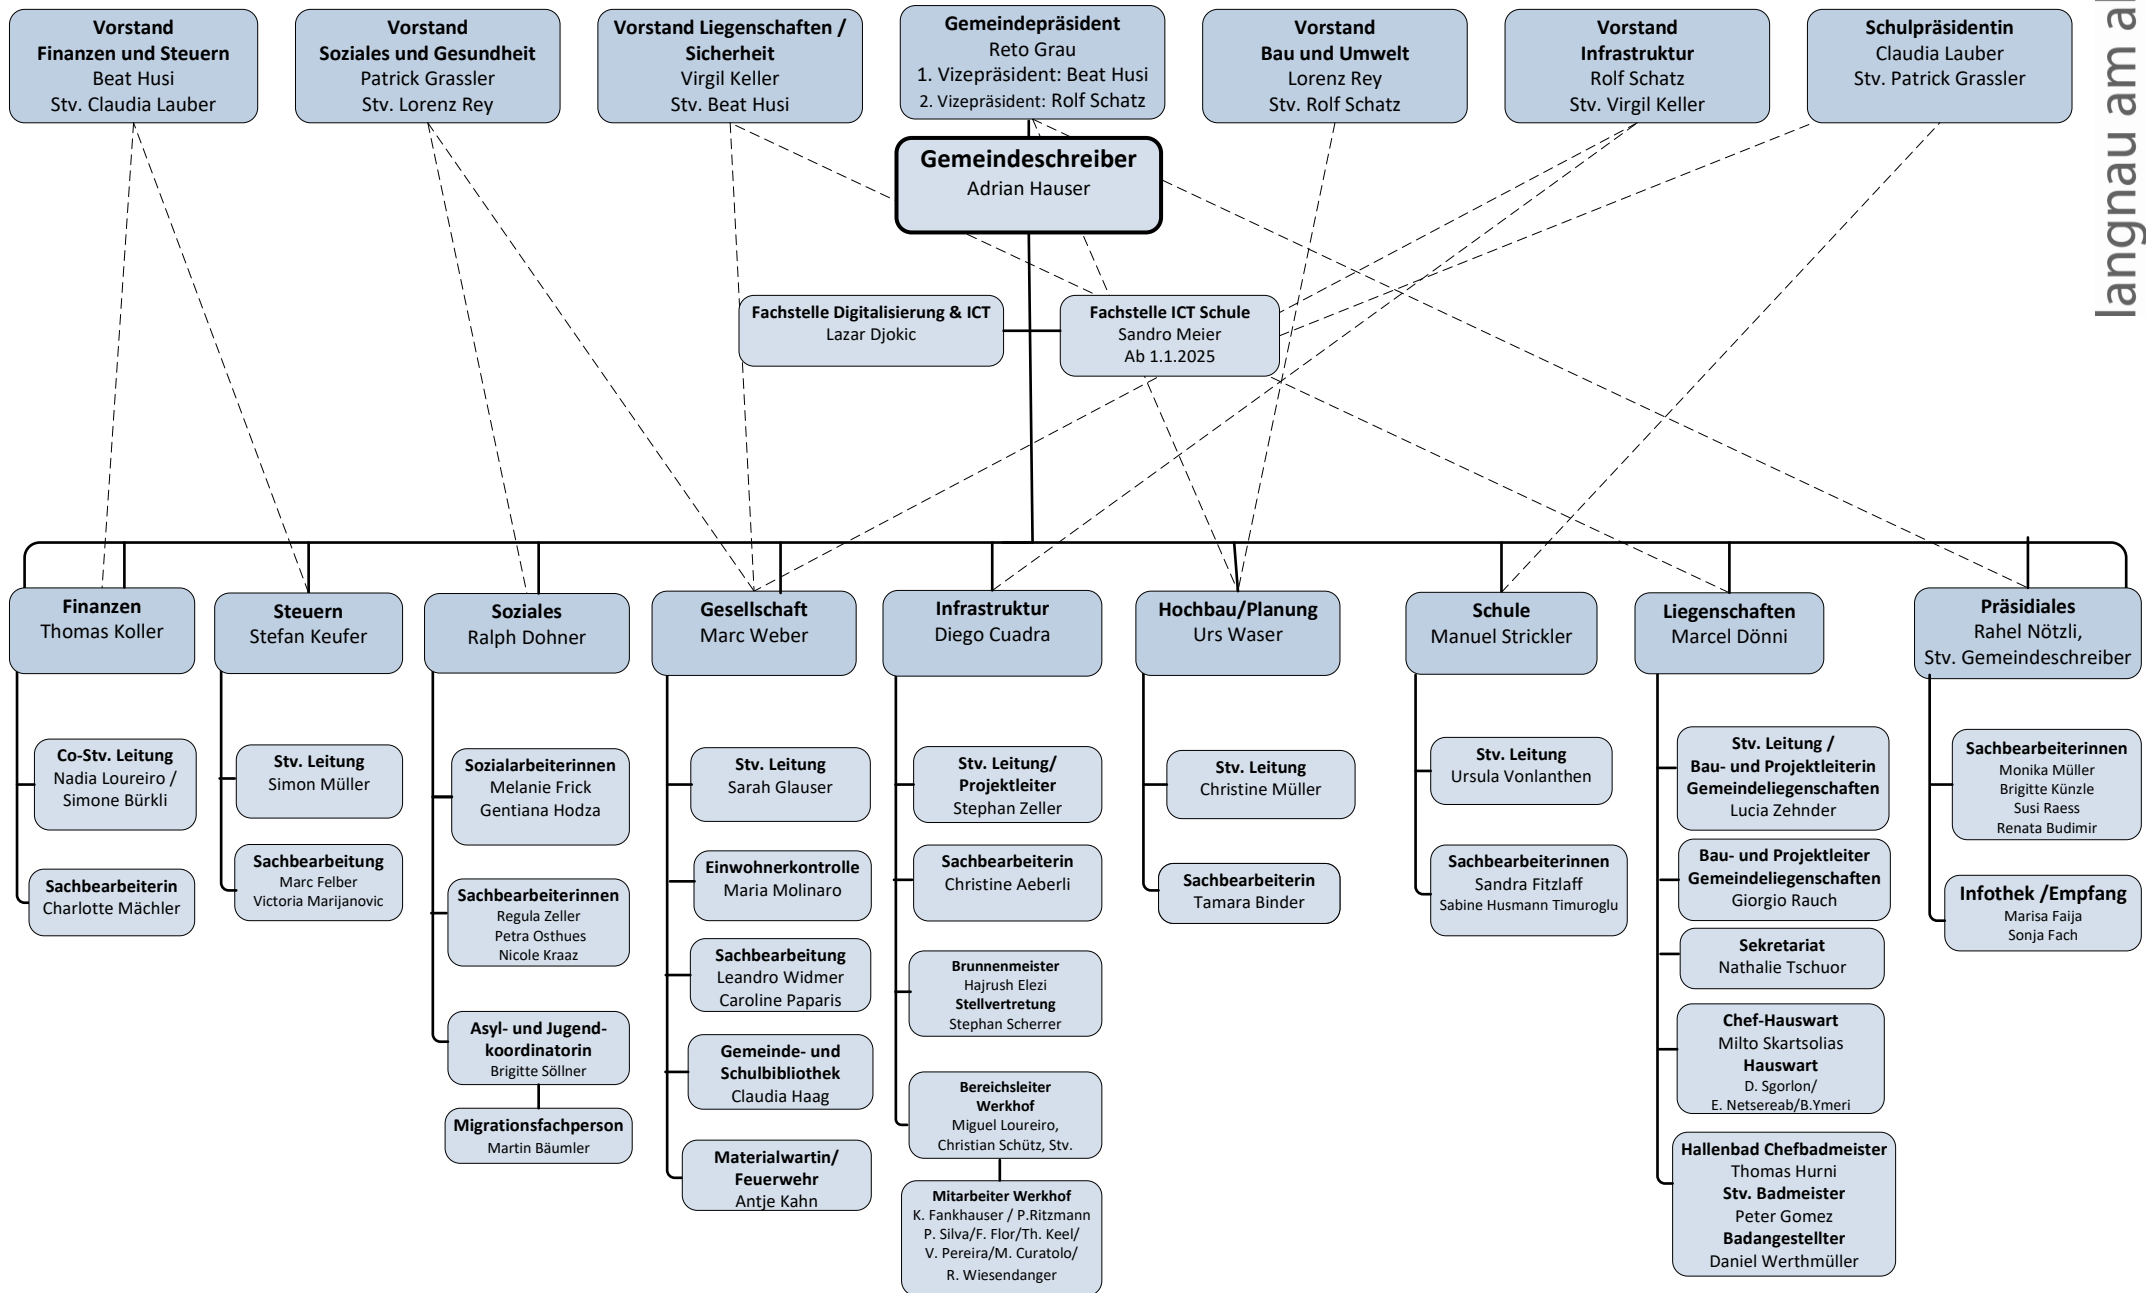 Vorstand
Finanzen und Steuern
Beat Husi
Stv. Claudia Lauber
Vorstand
Soziales und Gesundheit
Patrick Grassler
Stv. Lorenz Rey
Vorstand Liegenschaften /
Sicherheit
Virgil Keller
Stv. Beat Husi
Gemeindepräsident
Reto Grau
1. Vizepräsident: Beat Husi
2. Vizepräsident: Rolf Schatz
Vorstand
Bau und Umwelt
Lorenz Rey
Stv. Rolf Schatz
Vorstand
Infrastruktur
Rolf Schatz
Stv. Virgil Keller
Schulpräsidentin
Claudia Lauber
Stv. Patrick Grassler
langnau am al
Gemeindeschreiber
Adrian Hauser
Fachstelle Digitalisierung & ICT
Lazar Djokic
Fachstelle ICT Schule
Sandro Meier
Ab 1.1.2025
Finanzen
Thomas Koller
Co-Stv. Leitung
Nadia Loureiro /
Simone Bürkli
Sachbearbeiterin
Charlotte Mächler
Steuern
Stefan Keufer
Stv. Leitung
Simon Müller
Sachbearbeitung
Marc Felber
Victoria Marijanovic
Soziales
Ralph Dohner
Sozialarbeiterinnen
Melanie Frick
Gentiana Hodza
Sachbearbeiterinnen
Regula Zeller
Petra Osthues
Nicole Kraaz
Asyl- und Jugend-
koordinatorin
Brigitte Söllner
Migrationsfachperson
Martin Bäumler
Gesellschaft
Marc Weber
Stv. Leitung
Sarah Glauser
Einwohnerkontrolle
Maria Molinaro
Sachbearbeitung
Leandro Widmer
Caroline Paparis
Gemeinde- und
Schulbibliothek
Claudia Haag
Materialwartin/
Feuerwehr
Antje Kahn
Infrastruktur
Diego Cuadra
Stv. Leitung/
Projektleiter
Stephan Zeller
Sachbearbeiterin
Christine Aeberli
Brunnenmeister
Hajrush Elezi
Stellvertretung
Stephan Scherrer
Bereichsleiter
Werkhof
Miguel Loureiro,
Christian Schütz, Stv.
Mitarbeiter Werkhof
K. Fankhauser / P.Ritzmann
P. Silva/F. Flor/Th. Keel/
V. Pereira/M. Curatolo/
R. Wiesendanger
Hochbau/Planung
Urs Waser
Stv. Leitung
Christine Müller
Sachbearbeiterin
Tamara Binder
Schule
Manuel Strickler
Stv. Leitung
Ursula Vonlanthen
Sachbearbeiterinnen
Sandra Fitzlaff
Sabine Husmann Timuroglu
Liegenschaften
Marcel Dönni
Stv. Leitung /
Bau- und Projektleiterin
Gemeindeliegenschaften
Lucia Zehnder
Bau- und Projektleiter
Gemeindeliegenschaften
Giorgio Rauch
Sekretariat
Nathalie Tschuor
Chef-Hauswart
Milto Skartsolias
Hauswart
D. Sgorlon/
E. Netsereab/B.Ymeri
Hallenbad Chefbadmeister
Thomas Hurni
Stv. Badmeister
Peter Gomez
Badangestellter
Daniel Werthmüller
Präsidiales
Rahel Nötzli,
Stv. Gemeindeschreiber
Sachbearbeiterinnen
Monika Müller
Brigitte Künzle
Susi Raess
Renata Budimir
Infothek /Empfang
Marisa Faija
Sonja Fach